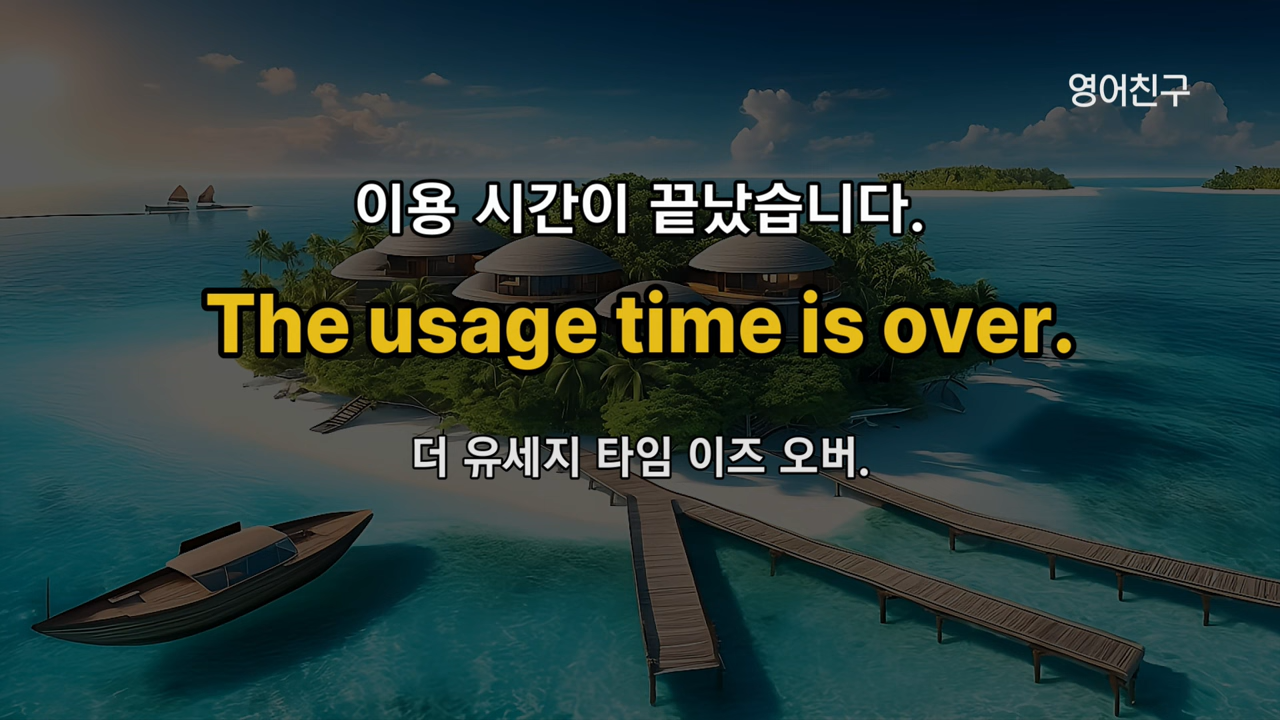 영어친구
이용 시간이 끝났습니다.
The usage time is over.
더 유세지 타임 이즈 오버.